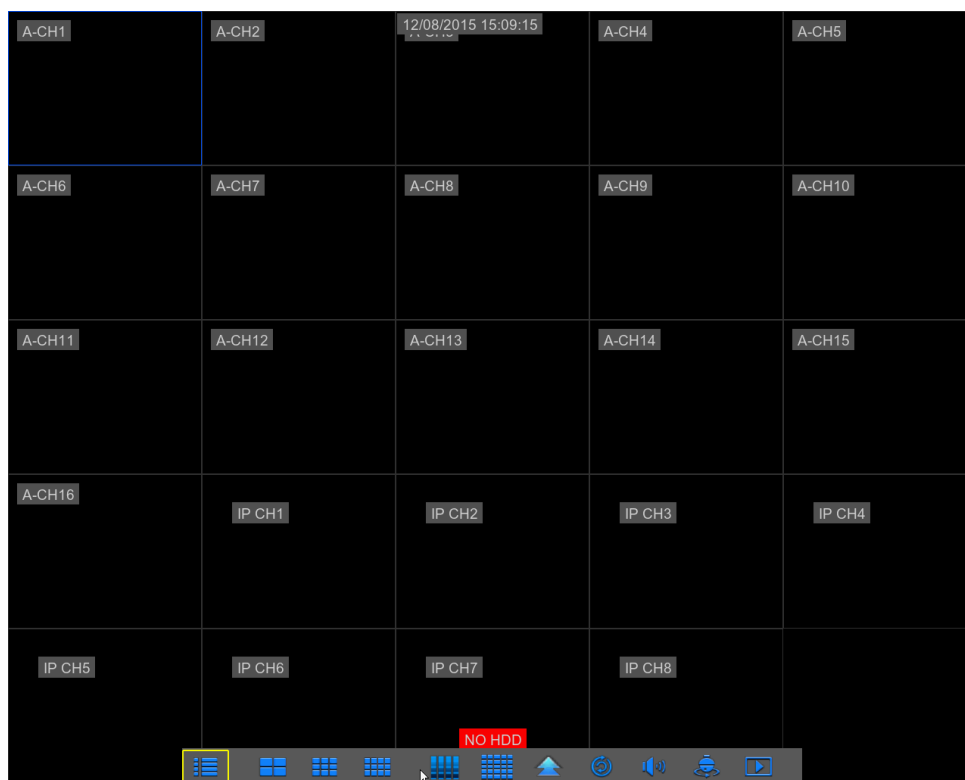 A-CH1
A-CH2
12/08/2015 15:09:15
A-CH4
A-CH5
A-CH6
A-CH7
A-CH8
A-CH9
A-CH10
A-CH11
A-CH12
A-CH13
A-CH14
A-CH15
A-CH16
IP CH1
IP CH2
IP CH3
IP CH4
IP CH5
IP CH6
IP CH7
IP CH8
NO HDD